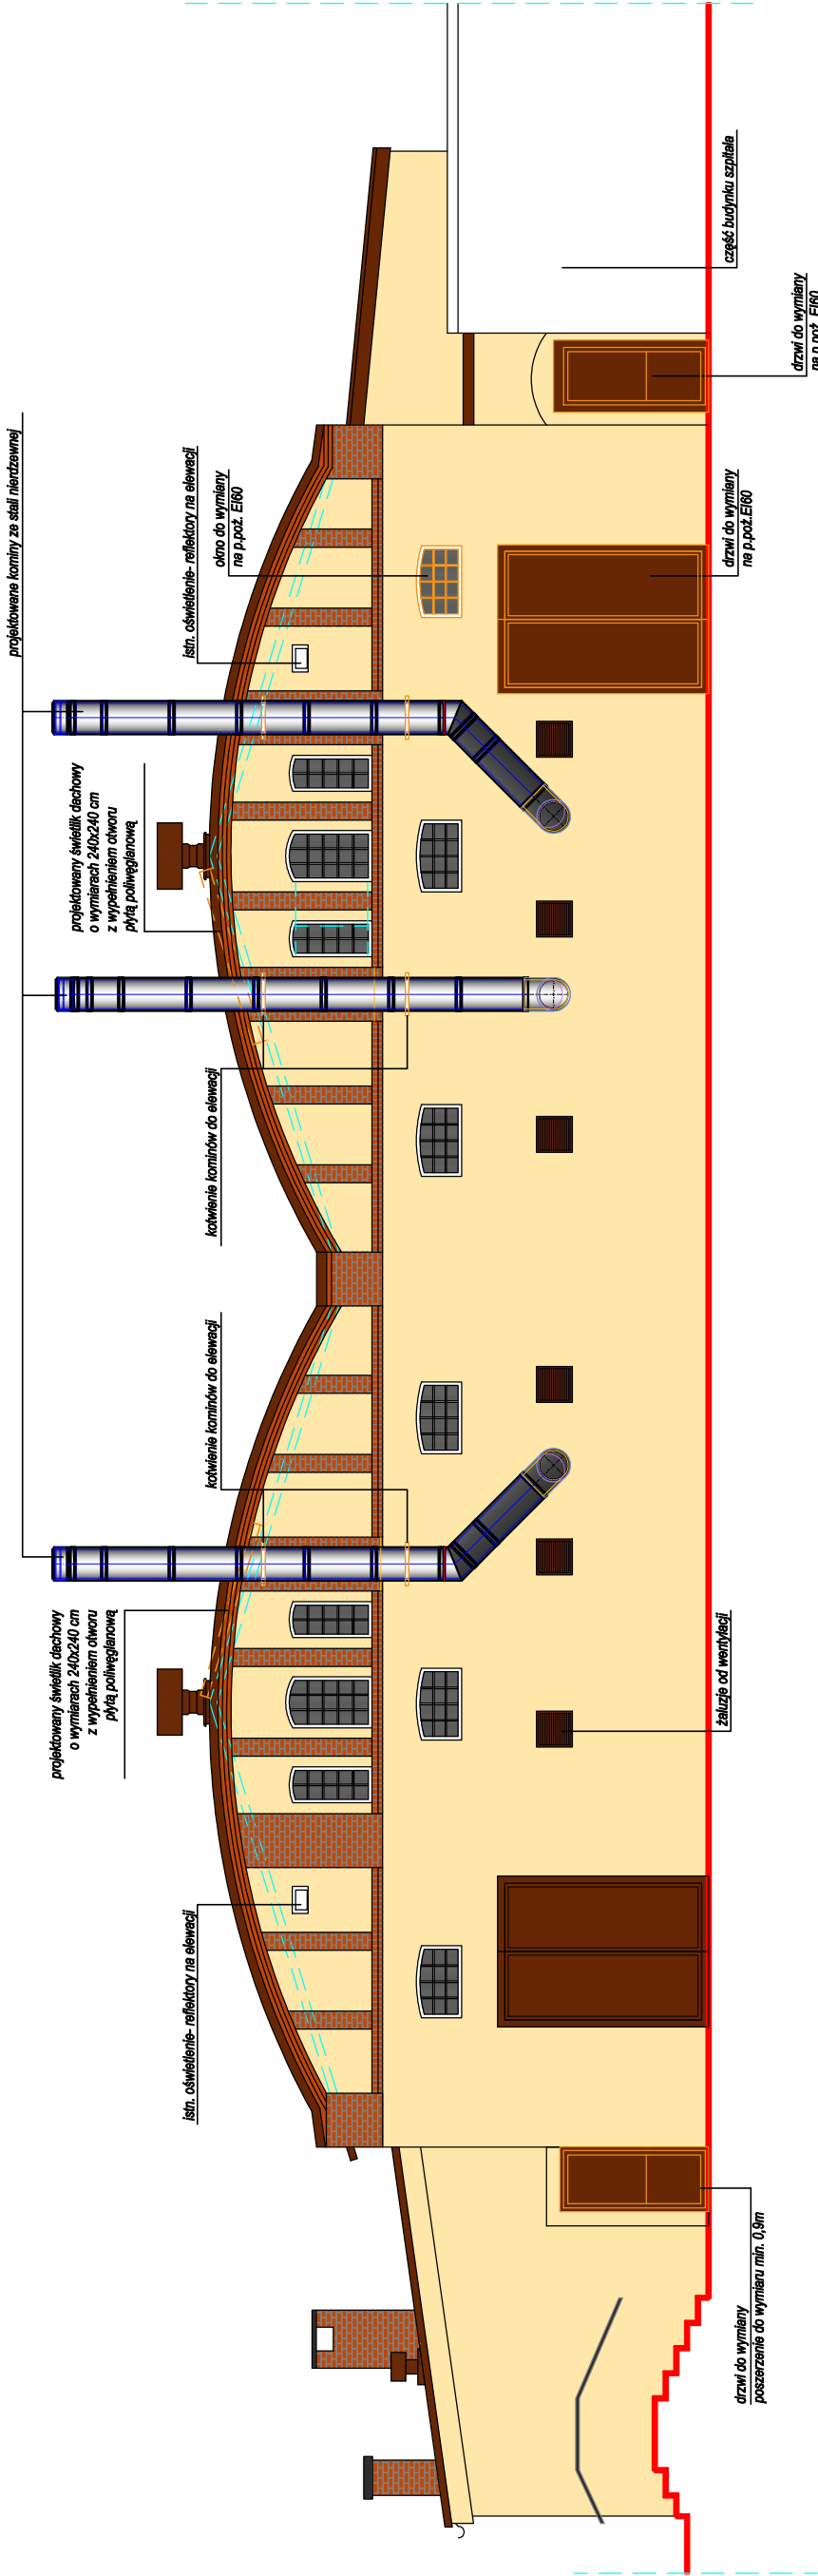 projektowane kominy ze stali nierdzewnej
projektowany świetlik dachowy
o wymiarach 240x240 cm
z wypełnieniem otworu
płytą poliwęglanową
projektowany świetlik dachowy
o wymiarach 240x240 cm
z wypełnieniem otworu
płytą poliwęglanową
istn. oświetlenie- reflektory na elewacji
kotwienie kominów do elewacji
kotwienie kominów do elewacji
istn. oświetlenie- reflektory na elewacji
okno do wymiany
na p.poż. EI60
drzwi do wymiany
poszerzenie do wymiaru min. 0,9m
żaluzje od wentylacji
drzwi do wymiany
na p.poż.EI60
część budynku szpitala
drzwi do wymiany
na p.poż. EI60